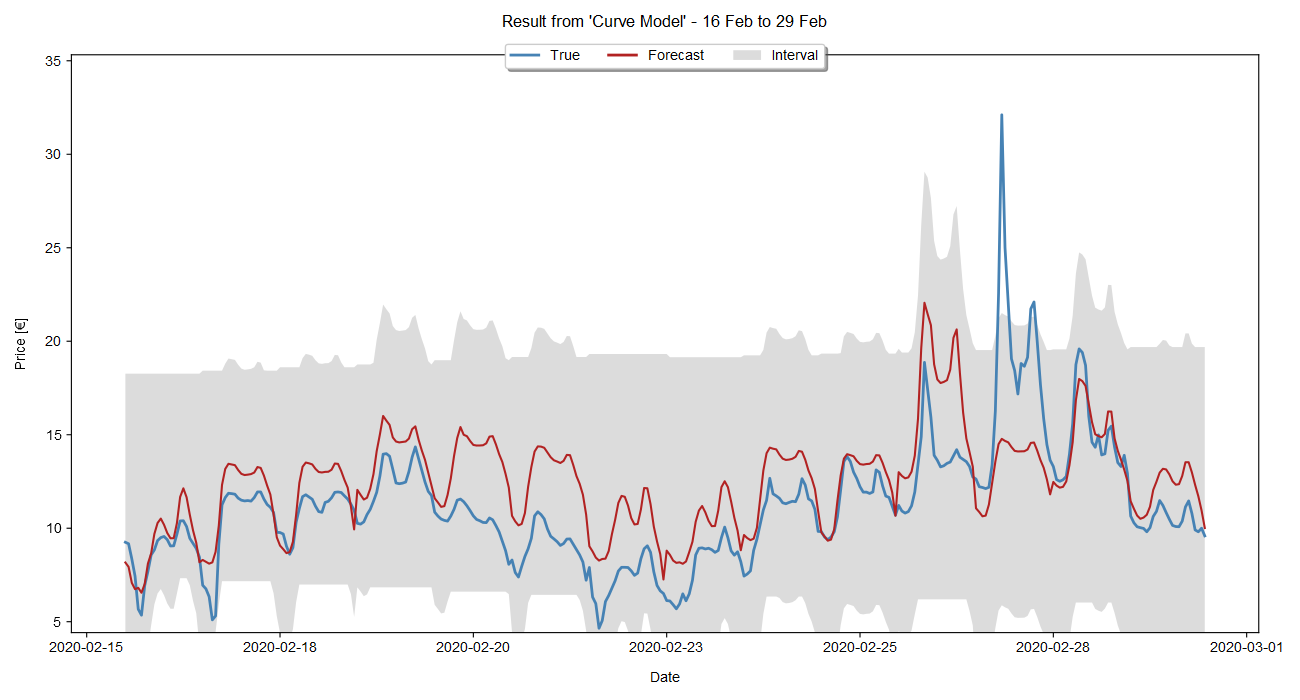 Result from 'Curve Model' - 16 Feb to 29 Feb
True Forecast Interval
35
30
25
20
15
10
5
Price [€]
2020-02-15 2020-02-18 2020-02-20 2020-02-23 2020-02-25 2020-02-28 2020-03-01
Date